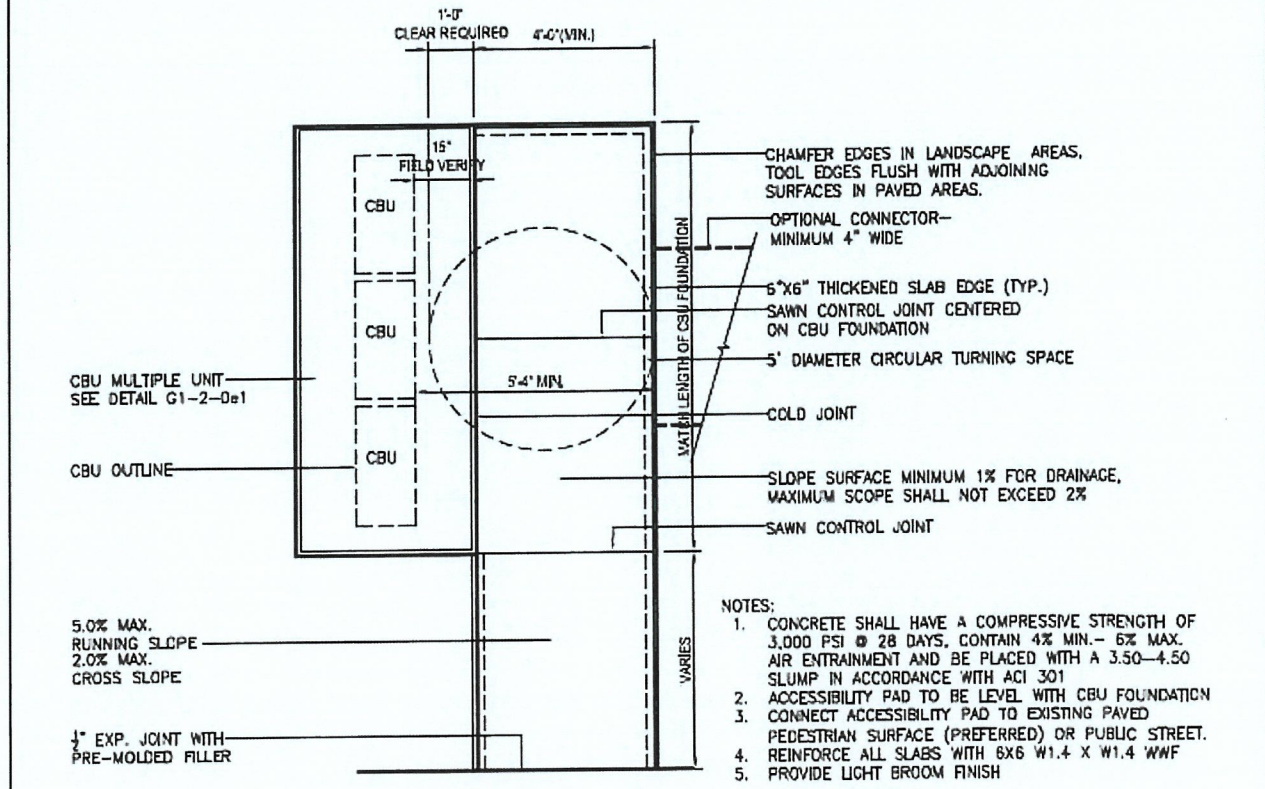 1'-0"
CLEAR REQUIRED
4'-0"(MIN.)
15"
FIELD VERIFY
CBU
CBU
CBU
5'-4" MIN.
MATCH LENGTH OF CBU FOUNDATION
VARIES
CBU MULTIPLE UNIT
SEE DETAIL G1-2-0e1
CBU OUTLINE
5.0% MAX.
RUNNING SLOPE
2.0% MAX.
CROSS SLOPE
½" EXP. JOINT WITH
PRE-MOLDED FILLER
CHAMFER EDGES IN LANDSCAPE AREAS,
TOOL EDGES FLUSH WITH ADJOINING
SURFACES IN PAVED AREAS.
OPTIONAL CONNECTOR-
MINIMUM 4" WIDE
6"X6" THICKENED SLAB EDGE (TYP.)
SAWN CONTROL JOINT CENTERED
ON CBU FOUNDATION
5' DIAMETER CIRCULAR TURNING SPACE
COLD JOINT
SLOPE SURFACE MINIMUM 1% FOR DRAINAGE,
MAXIMUM SCOPE SHALL NOT EXCEED 2%
SAWN CONTROL JOINT
NOTES:
1. CONCRETE SHALL HAVE A COMPRESSIVE STRENGTH OF
3,000 PSI @ 28 DAYS, CONTAIN 4% MIN.- 6% MAX.
AIR ENTRAINMENT AND BE PLACED WITH A 3.50-4.50
SLUMP IN ACCORDANCE WITH ACI 301
2. ACCESSIBILITY PAD TO BE LEVEL WITH CBU FOUNDATION
3. CONNECT ACCESSIBILITY PAD TO EXISTING PAVED
PEDESTRIAN SURFACE (PREFERRED) OR PUBLIC STREET.
4. REINFORCE ALL SLABS WITH 6X6 W1.4 X W1.4 WWF
5. PROVIDE LIGHT BROOM FINISH